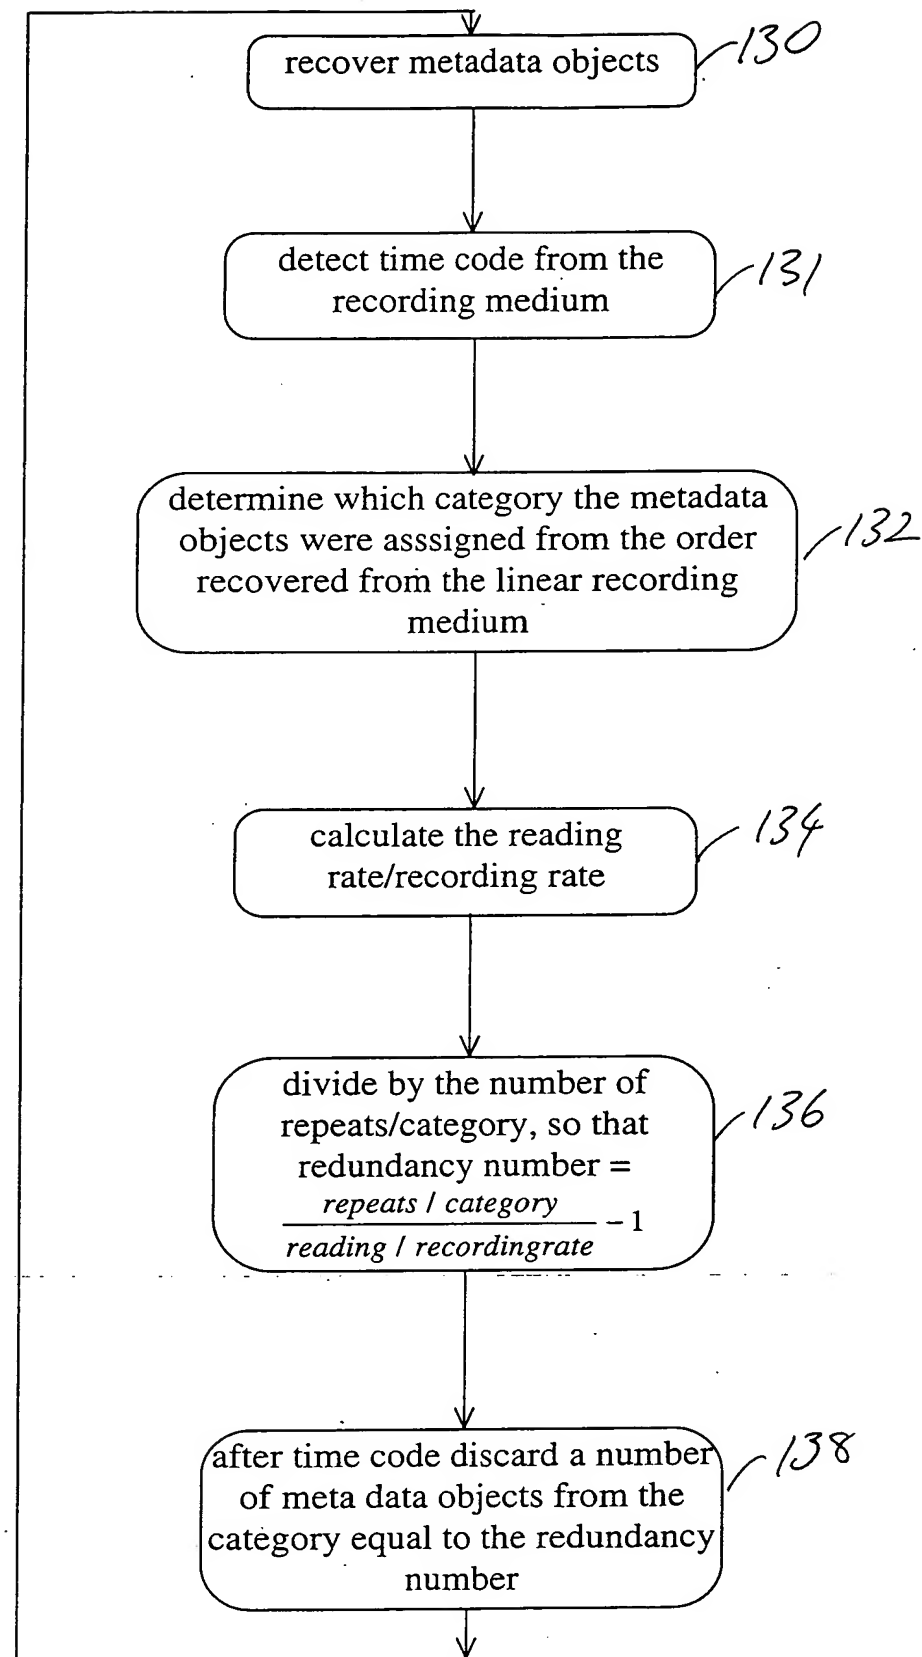 recover metadata objects
130
detect time code from the
recording medium
131
determine which category the metadata
objects were asssigned from the order
recovered from the linear recording
medium
132
calculate the reading
rate/recording rate
134
divide by the number of
repeats/category, so that
redundancy number =
repeats / category
reading / recordingrate
- 1
136
after time code discard a number
of meta data objects from the
category equal to the redundancy
number
138